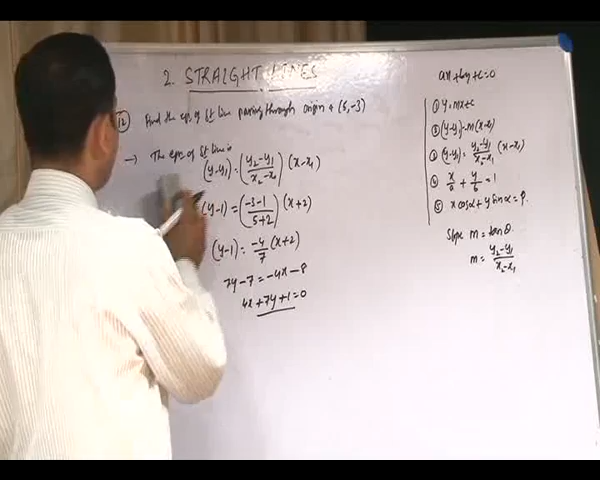 2. STRAIGHT LINES
12 Find the eqn of St line passing through origin & (5,-3)
→ The eqn of St line is
(y-y₁) = (y₂-y₁/x₂-x₁) (x-x₁)
(y-1) = (-3-1/5+2) (x+2)
(y-1) = -4/7 (x+2)
7y-7 = -4x-8
4x+7y+1=0
ax+by+c=0
① y=mx+c
② (y-y₁)=m(x-x₁)
③ (y-y₁) = y₂-y₁/x₂-x₁ (x-x₁)
④ x/a + y/b = 1
⑤ x cosα + y sinα = P.
Slope m = tanθ.
m = y₂-y₁/x₂-x₁